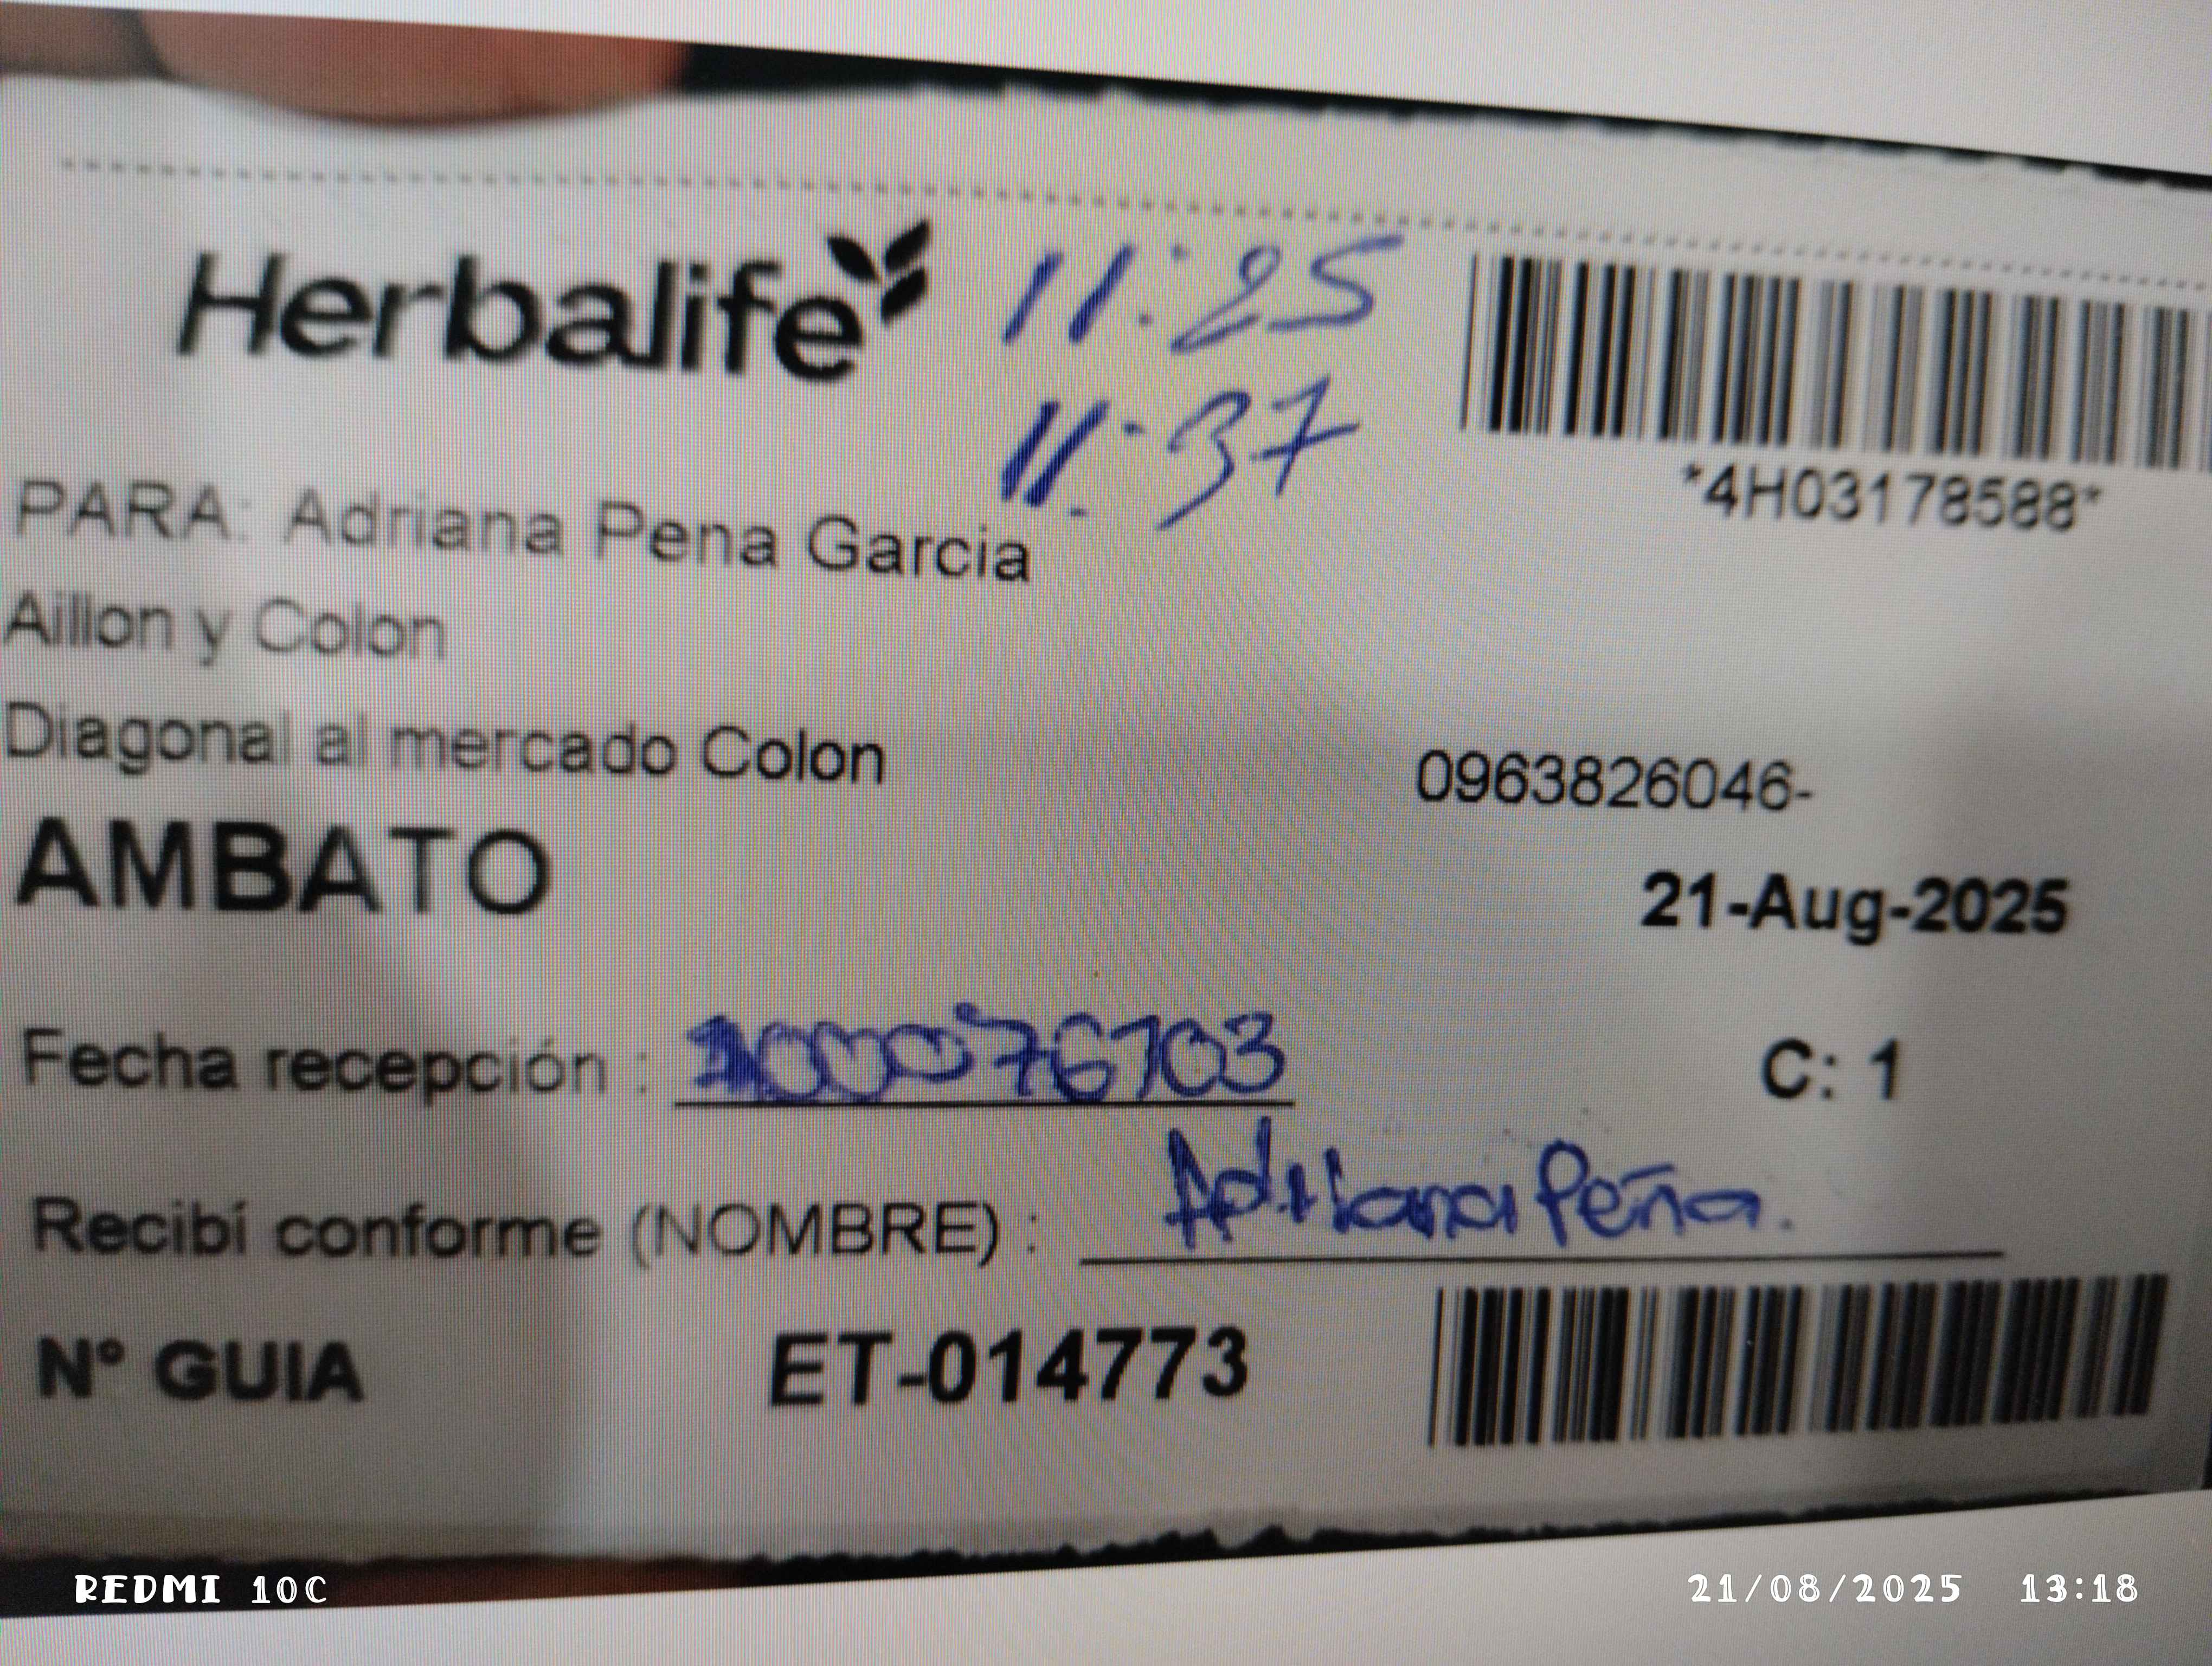 Herbalife
11:25
11:37
*4H03178588*
PARA: Adriana Pena Garcia
Aillon y Colon
Diagonal al mercado Colon
0963826046-
AMBATO
21-Aug-2025
Fecha recepción : 1000076103
C: 1
Recibí conforme (NOMBRE) : Adriana Peña.
Nº GUIA ET-014773
REDMI 10C
21/08/2025 13:18